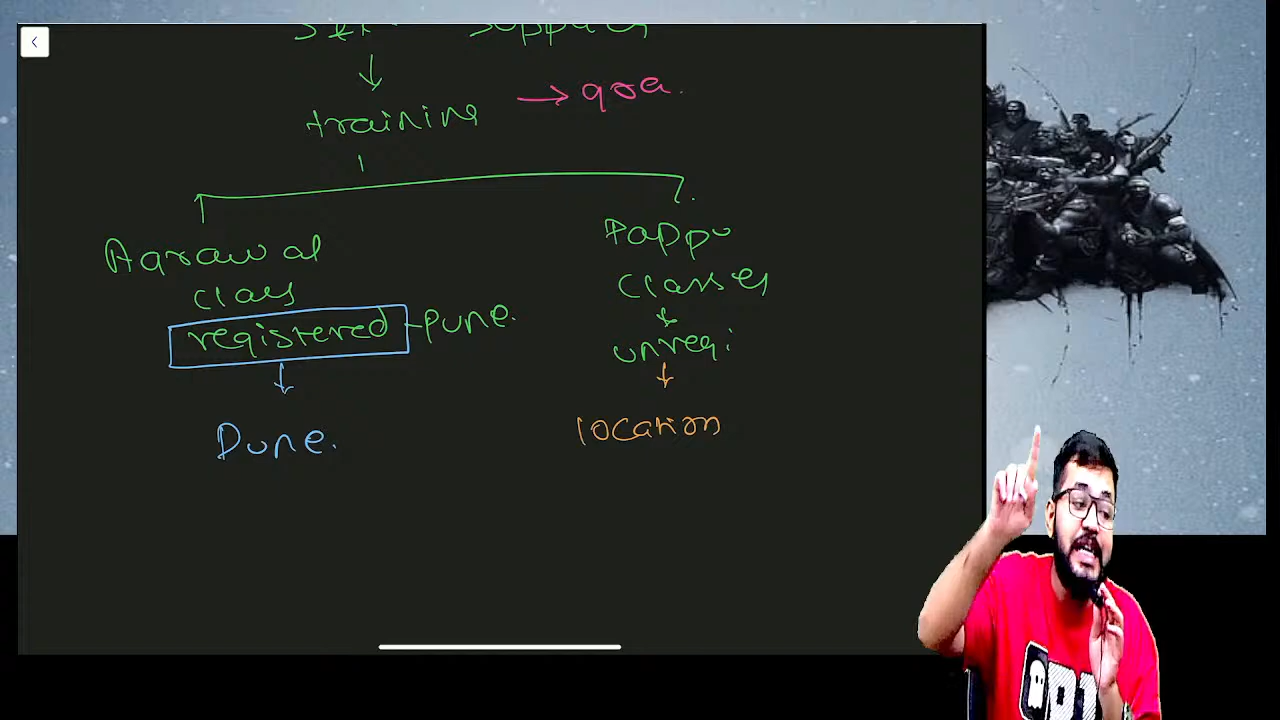 training → goa.
Agrawal
class
registered - Pune.
Pune.
Pappu
classes
unregi
location